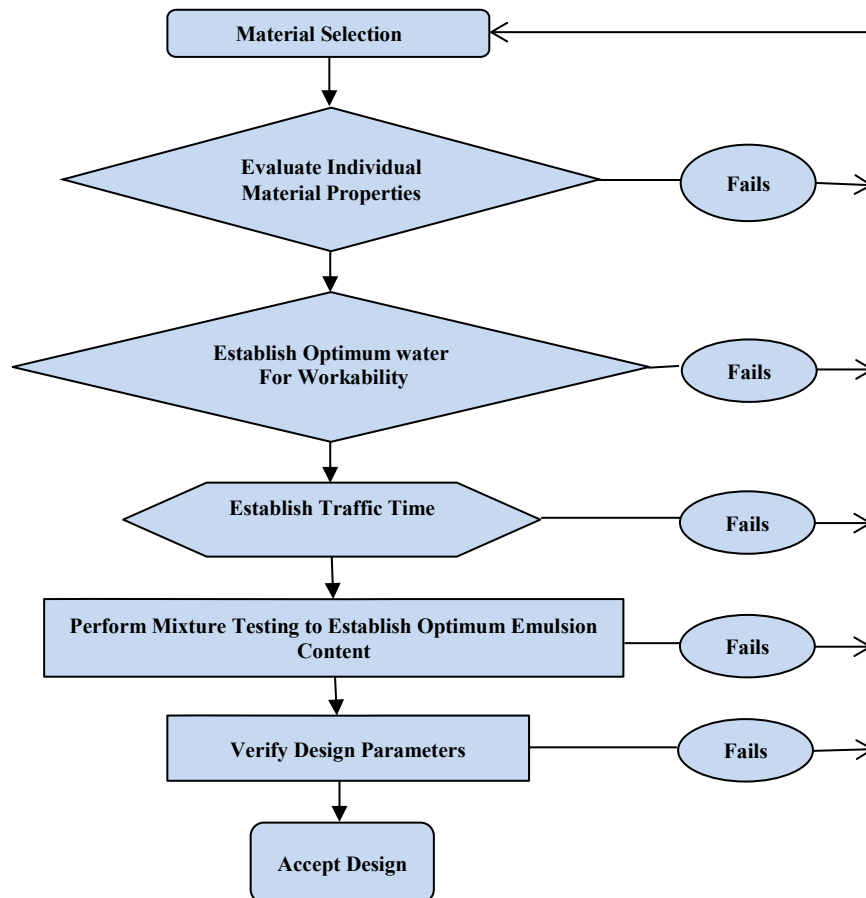 Material Selection
Evaluate Individual
Material Properties
Fails
Establish Optimum water
For Workability
Fails
Establish Traffic Time
Fails
Perform Mixture Testing to Establish Optimum Emulsion
Content
Fails
Verify Design Parameters
Fails
Accept Design